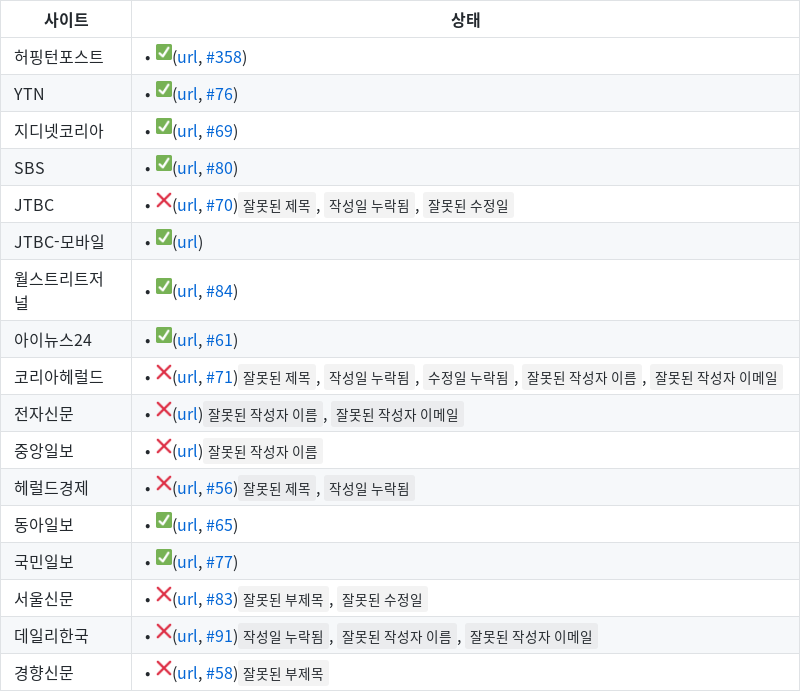 사이트 상태
허핑턴포스트 • ✅(url, #358)
YTN • ✅(url, #76)
지디넷코리아 • ✅(url, #69)
SBS • ✅(url, #80)
JTBC • ❌(url, #70) 잘못된 제목 , 작성일 누락됨 , 잘못된 수정일
JTBC-모바일 • ✅(url)
월스트리트저
널 • ✅(url, #84)
아이뉴스24 • ✅(url, #61)
코리아헤럴드 • ❌(url, #71) 잘못된 제목 , 작성일 누락됨 , 수정일 누락됨 , 잘못된 작성자 이름 , 잘못된 작성자 이메일
전자신문 • ❌(url) 잘못된 작성자 이름 , 잘못된 작성자 이메일
중앙일보 • ❌(url) 잘못된 작성자 이름
헤럴드경제 • ❌(url, #56) 잘못된 제목 , 작성일 누락됨
동아일보 • ✅(url, #65)
국민일보 • ✅(url, #77)
서울신문 • ❌(url, #83) 잘못된 부제목 , 잘못된 수정일
데일리한국 • ❌(url, #91) 작성일 누락됨 , 잘못된 작성자 이름 , 잘못된 작성자 이메일
경향신문 • ❌(url, #58) 잘못된 부제목